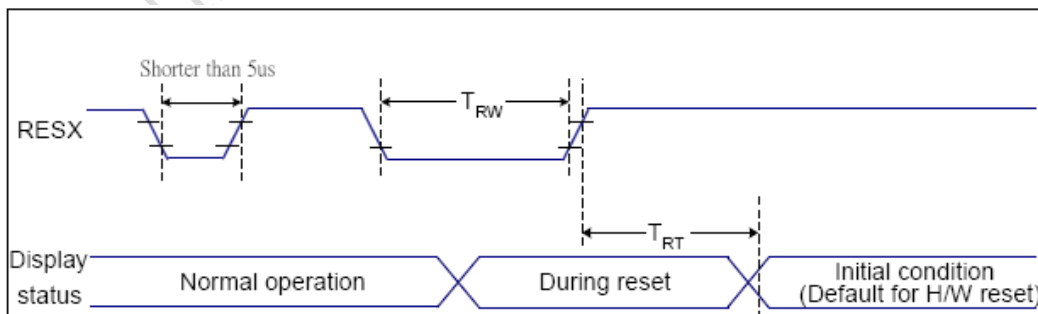 Shorter than 5us
RESX
T_RW
T_RT
Display
status
Normal operation
During reset
Initial condition
(Default for H/W reset)